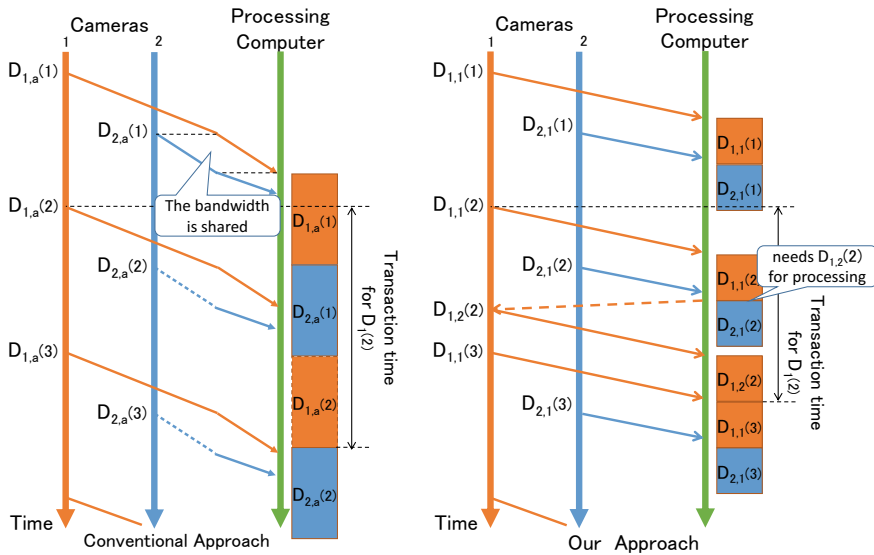 Cameras
Processing
Computer
1
2
D1,a(1)
D2,a(1)
The bandwidth
is shared
D1,a(2)
D2,a(2)
D1,a(3)
D2,a(3)
D1,a(1)
D2,a(1)
D1,a(2)
D2,a(2)
Transaction time
for D1(2)
Time
Conventional Approach
Cameras
Processing
Computer
1
2
D1,1(1)
D2,1(1)
D1,1(2)
D2,1(2)
D1,2(2)
D1,1(3)
D2,1(3)
D1,1(1)
D2,1(1)
D1,1(2)
needs D1,2(2)
for processing
D2,1(2)
D1,2(2)
D1,1(3)
D2,1(3)
Transaction time
for D1(2)
Time
Our Approach